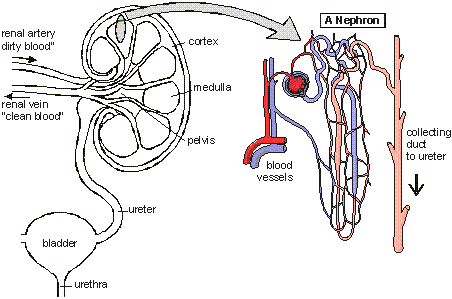 renal artery
dirty blood"
renal vein
"clean blood"
cortex
medulla
pelvis
ureter
bladder
urethra
A Nephron
blood
vessels
collecting
duct
to ureter